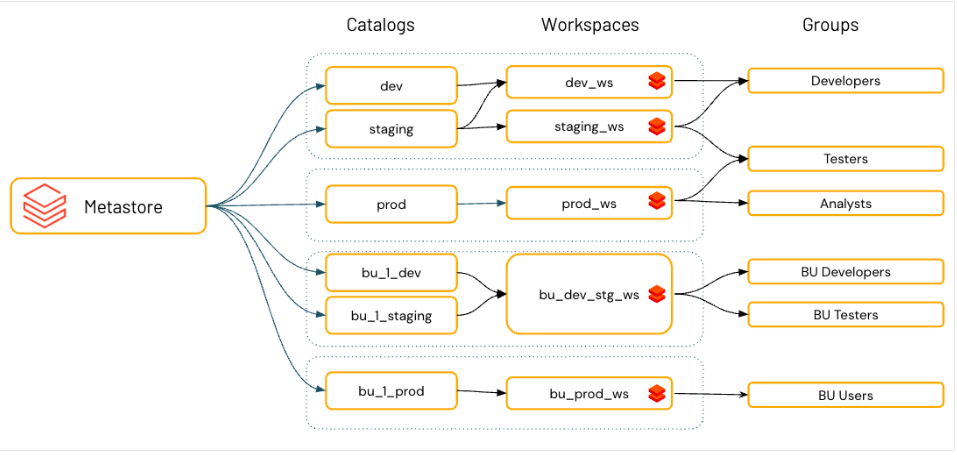 Catalogs
Workspaces
Groups
dev
dev_ws
Developers
staging
staging_ws
Testers
Metastore
prod
prod_ws
Analysts
bu_1_dev
bu_dev_stg_ws
BU Developers
bu_1_staging
BU Testers
bu_1_prod
bu_prod_ws
BU Users